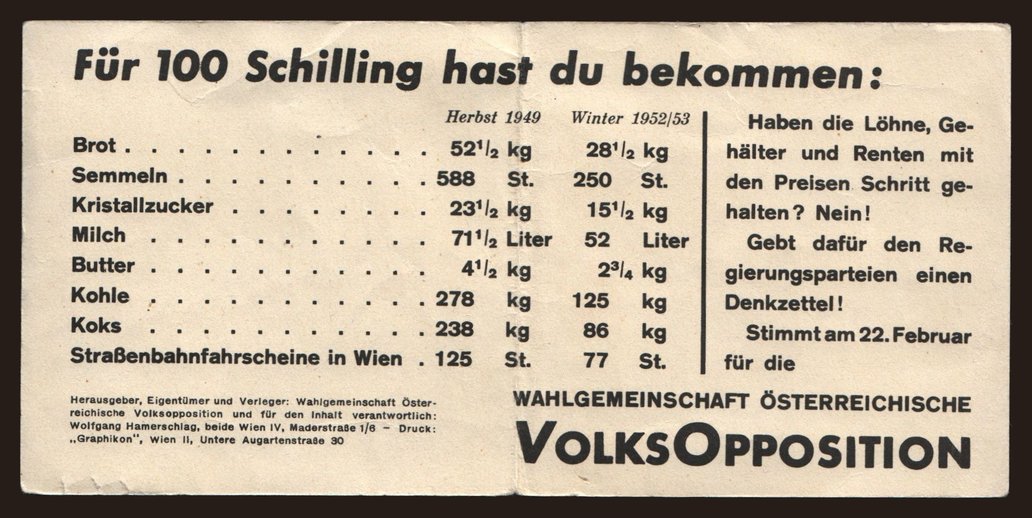 Für 100 Schilling hast du bekommen:
Herbst 1949 Winter 1952/53
Brot . . . . . . . . . . . . . 52¹/₂ kg 28¹/₂ kg
Semmeln . . . . . . . . . . . 588 St. 250 St.
Kristallzucker . . . . . . . . 23¹/₂ kg 15¹/₂ kg
Milch . . . . . . . . . . . 71¹/₂ Liter 52 Liter
Butter . . . . . . . . . . . 4¹/₂ kg 2³/₄ kg
Kohle . . . . . . . . . . . 278 kg 125 kg
Koks . . . . . . . . . . . 238 kg 86 kg
Straßenbahnfahrscheine in Wien . 125 St. 77 St.
Haben die Löhne, Ge-
hälter und Renten mit
den Preisen Schritt ge-
halten? Nein!
Gebt dafür den Re-
gierungsparteien einen
Denkzettel!
Stimmt am 22. Februar
für die
WAHLGEMEINSCHAFT ÖSTERREICHISCHE
VOLKSOPPOSITION
Herausgeber, Eigentümer und Verleger: Wahlgemeinschaft Öster-
reichische Volksopposition und für den Inhalt verantwortlich:
Wolfgang Hamerschlag, beide Wien IV, Maderstraße 1/6 – Druck:
„Graphikon", Wien II, Untere Augartenstraße 30